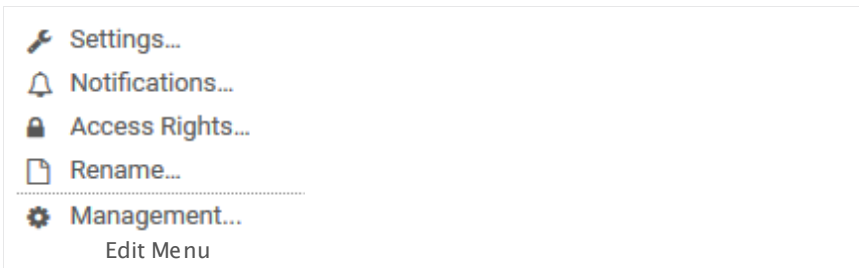 Settings...
Notifications...
Access Rights...
Rename...
Management...
Edit Menu